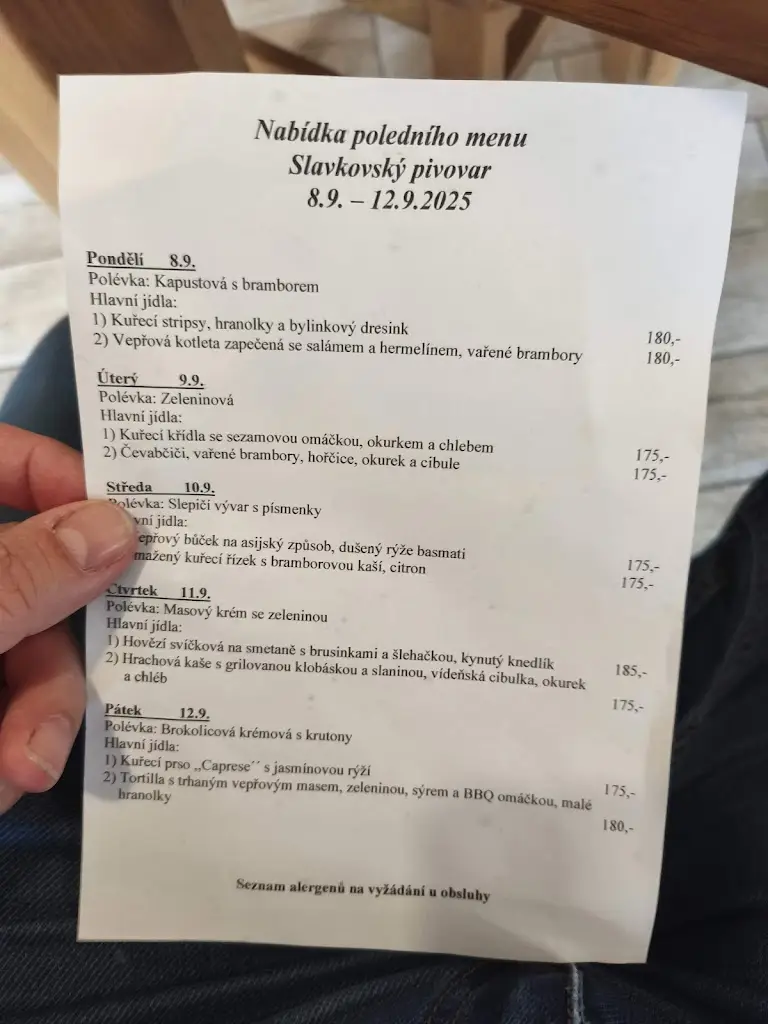 Nabídka poledního menu
Slavkovský pivovar
8.9. – 12.9.2025
Pondělí 8.9.
Polévka: Kapustová s bramborem
Hlavní jídla:
1) Kuřecí stripsy, hranolky a bylinkový dresink 180,-
2) Vepřová kotleta zapečená se salámem a hermelínem, vařené brambory 180,-
Úterý 9.9.
Polévka: Zeleninová
Hlavní jídla:
1) Kuřecí křídla se sezamovou omáčkou, okurkem a chlebem 175,-
2) Čevabčiči, vařené brambory, hořčice, okurek a cibule 175,-
Středa 10.9.
Polévka: Slepičí vývar s písmenky
vní jídla:
epřový bůček na asijský způsob, dušený rýže basmati 175,-
mažený kuřecí řízek s bramborovou kaší, citron 175,-
Čtvrtek 11.9.
Polévka: Masový krém se zeleninou
Hlavní jídla:
1) Hovězí svíčková na smetaně s brusinkami a šlehačkou, kynutý knedlík 185,-
2) Hrachová kaše s grilovanou klobáskou a slaninou, vídeňská cibulka, okurek
a chléb 175,-
Pátek 12.9.
Polévka: Brokolicová krémová s krutony
Hlavní jídla:
1) Kuřecí prso ,,Caprese´´ s jasmínovou rýží 175,-
2) Tortilla s trhaným vepřovým masem, zeleninou, sýrem a BBQ omáčkou, malé
hranolky 180,-
Seznam alergenů na vyžádání u obsluhy